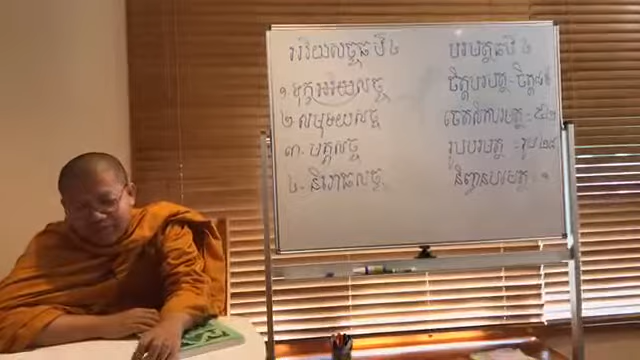 អរិយសច្ចធម៌ ៤
១. ទុក្ខអរិយសច្ច
២. សមុទយសច្ច
៣. មគ្គសច្ច
៤. និរោធសច្ច
បរមត្ថធម៌ ៤
ចិត្តបរមត្ថ = ចិត្ត
ចេតសិកបរមត្ថ = ៥២
រូបបរមត្ថ = រូប ២៨
និព្វានបរមត្ថ = ១